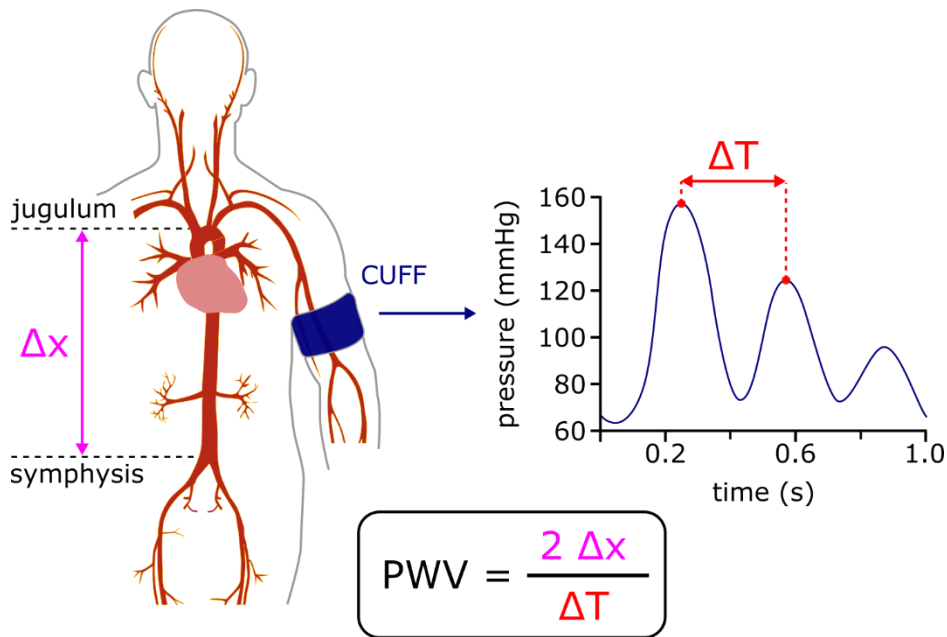 jugulum
Δx
symphysis
CUFF
ΔT
pressure (mmHg)
160
140
120
100
80
60
0.2
0.6
1.0
time (s)
PWV = 2 Δx
ΔT